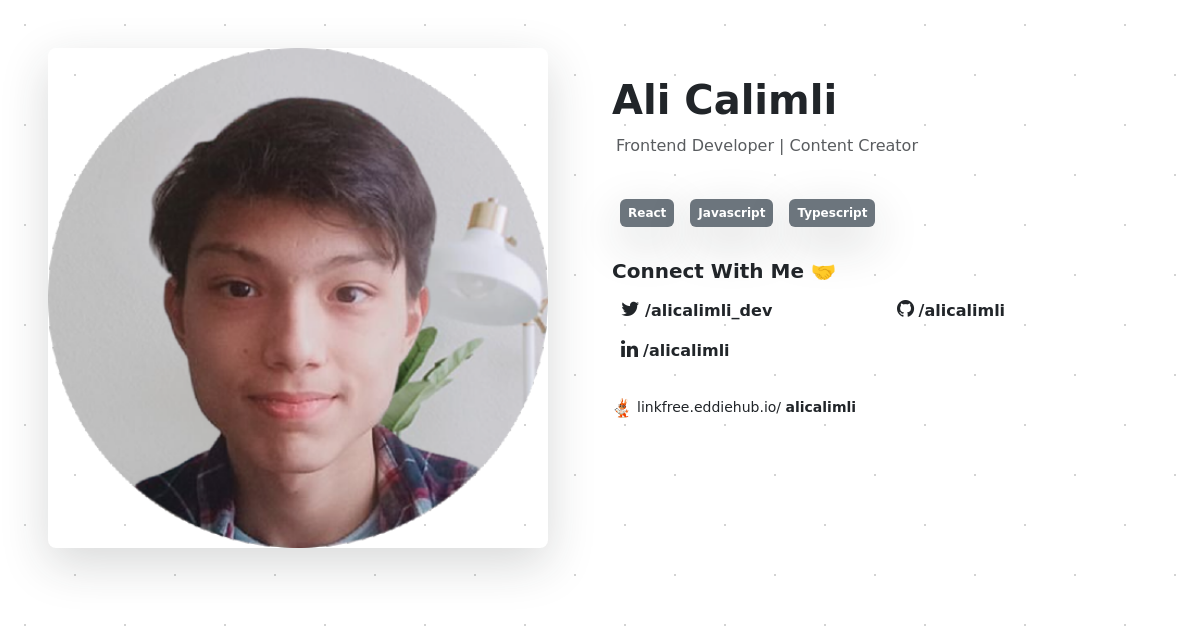 Ali Calimli
Frontend Developer | Content Creator
React Javascript Typescript
Connect With Me 🤝
/alicalimli_dev /alicalimli
/alicalimli
linkfree.eddiehub.io/ alicalimli